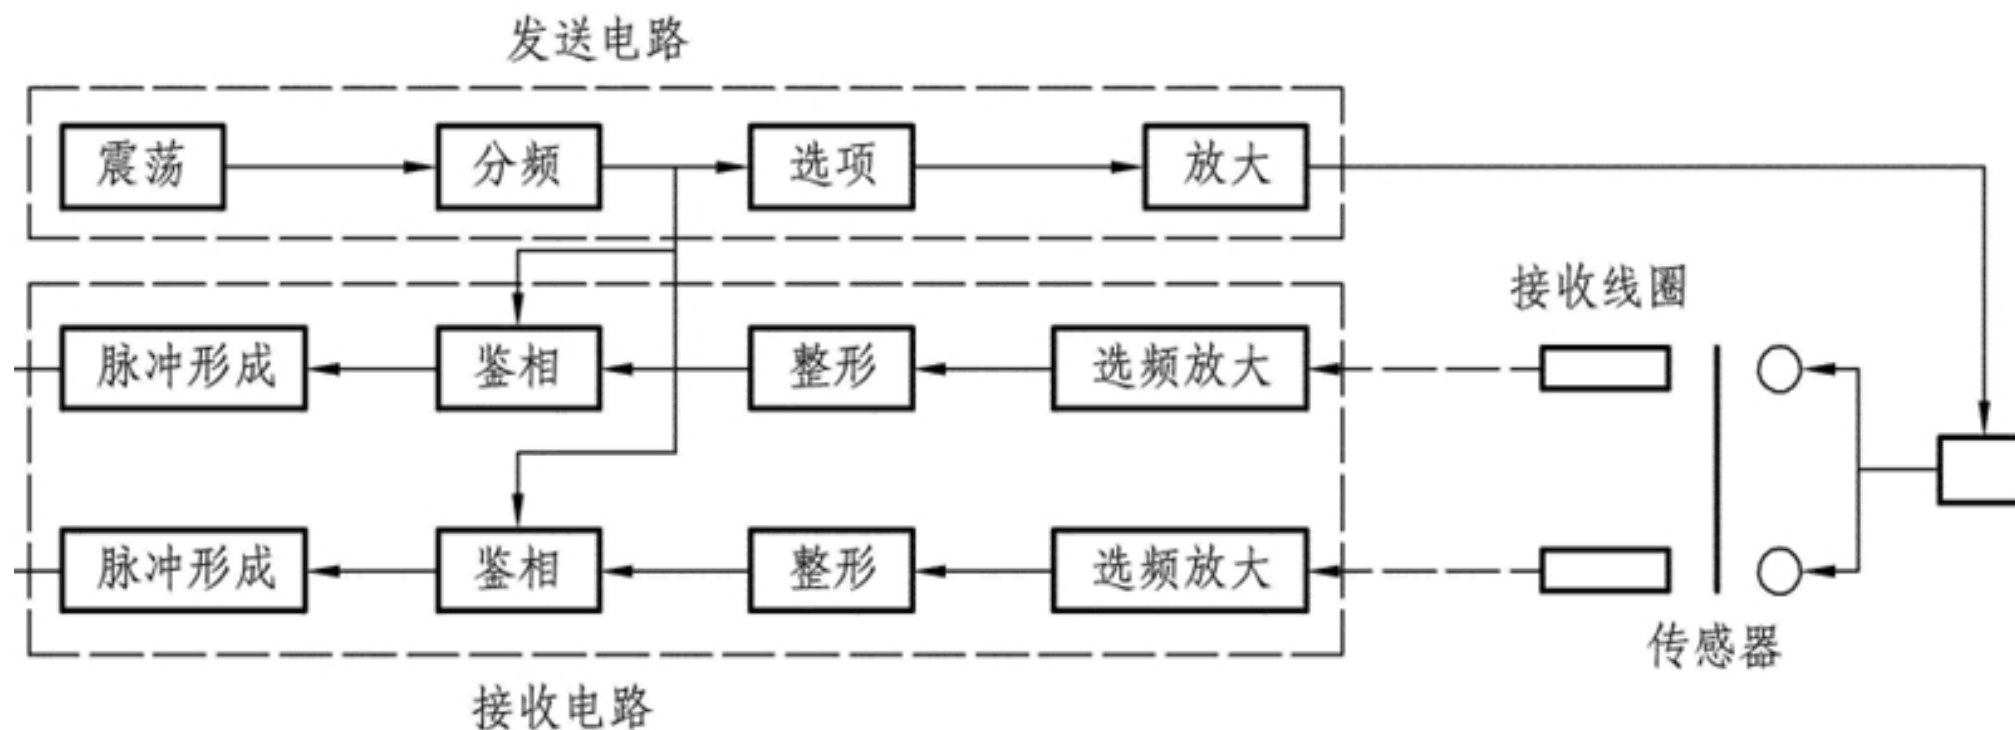 发送电路
震荡
分频
选项
放大
接收线圈
脉冲形成
鉴相
整形
选频放大
脉冲形成
鉴相
整形
选频放大
传感器
接收电路